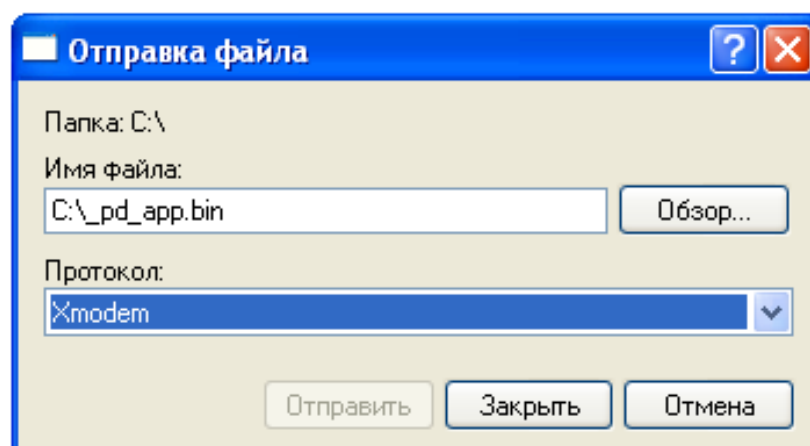 Отправка файла
Папка: C:\
Имя файла:
C:\_pd_app.bin
Обзор...
Протокол:
Xmodem
Отправить Закрыть Отмена